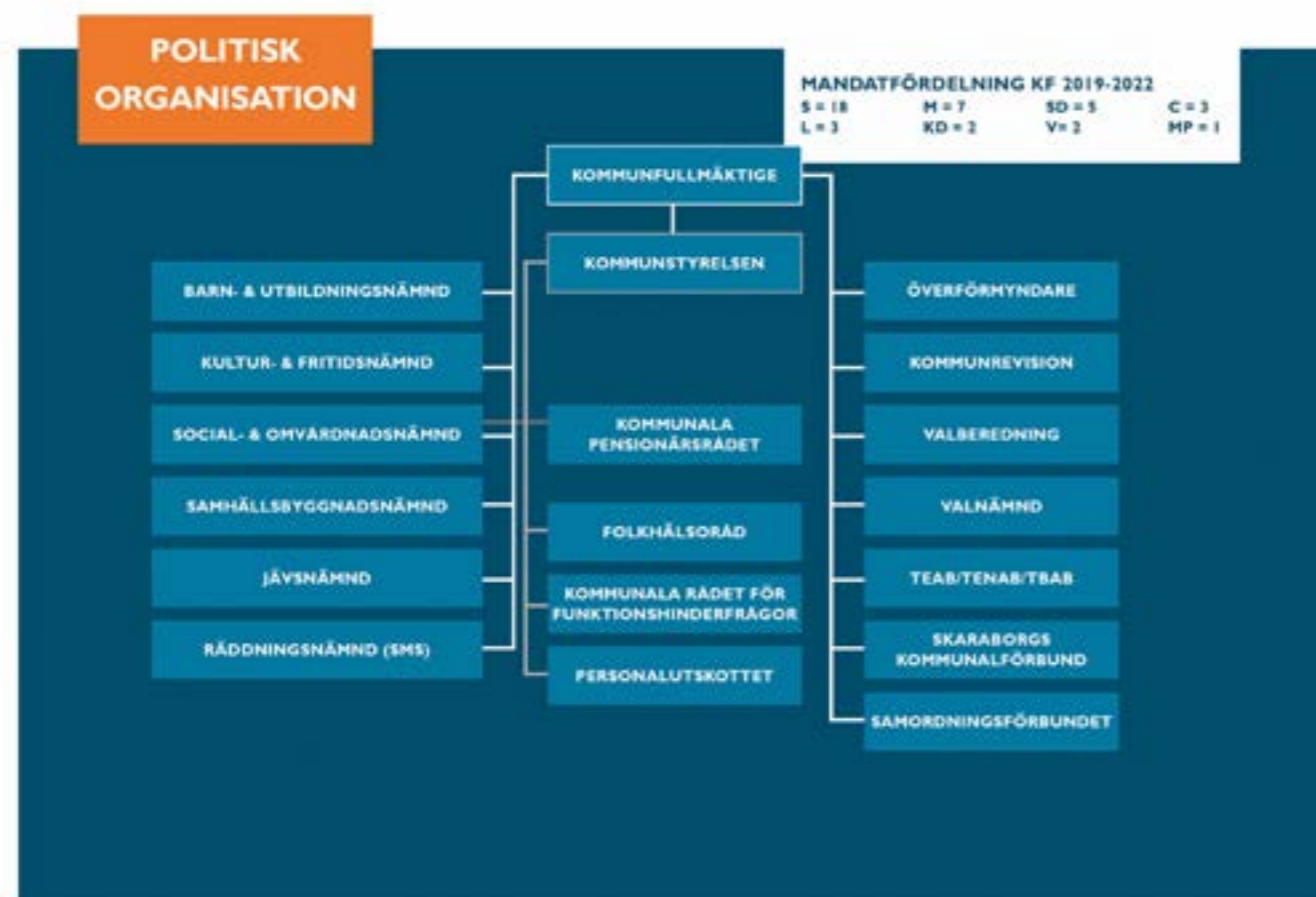 POLITISK
ORGANISATION
MANDATFÖRDELNING KF 2019-2022
S = 18 M = 7 SD = 5 C = 3
L = 3 KD = 2 V= 2 MP = 1
KOMMUNFULLMÄKTIGE
KOMMUNSTYRELSEN
BARN- & UTBILDNINGSNÄMND
KULTUR- & FRITIDSNÄMND
SOCIAL- & OMVÅRDNADSNÄMND
SAMHÄLLSBYGGNADSNÄMND
JÄVSNÄMND
RÄDDNINGSNÄMND (SMS)
KOMMUNALA
PENSIONÄRSRÅDET
FOLKHÄLSORÅD
KOMMUNALA RÅDET FÖR
FUNKTIONSHINDERFRÅGOR
PERSONALUTSKOTTET
ÖVERFÖRMYNDARE
KOMMUNREVISION
VALBEREDNING
VALNÄMND
TEAB/TENAB/TBAB
SKARABORGS
KOMMUNALFÖRBUND
SAMORDNINGSFÖRBUNDET